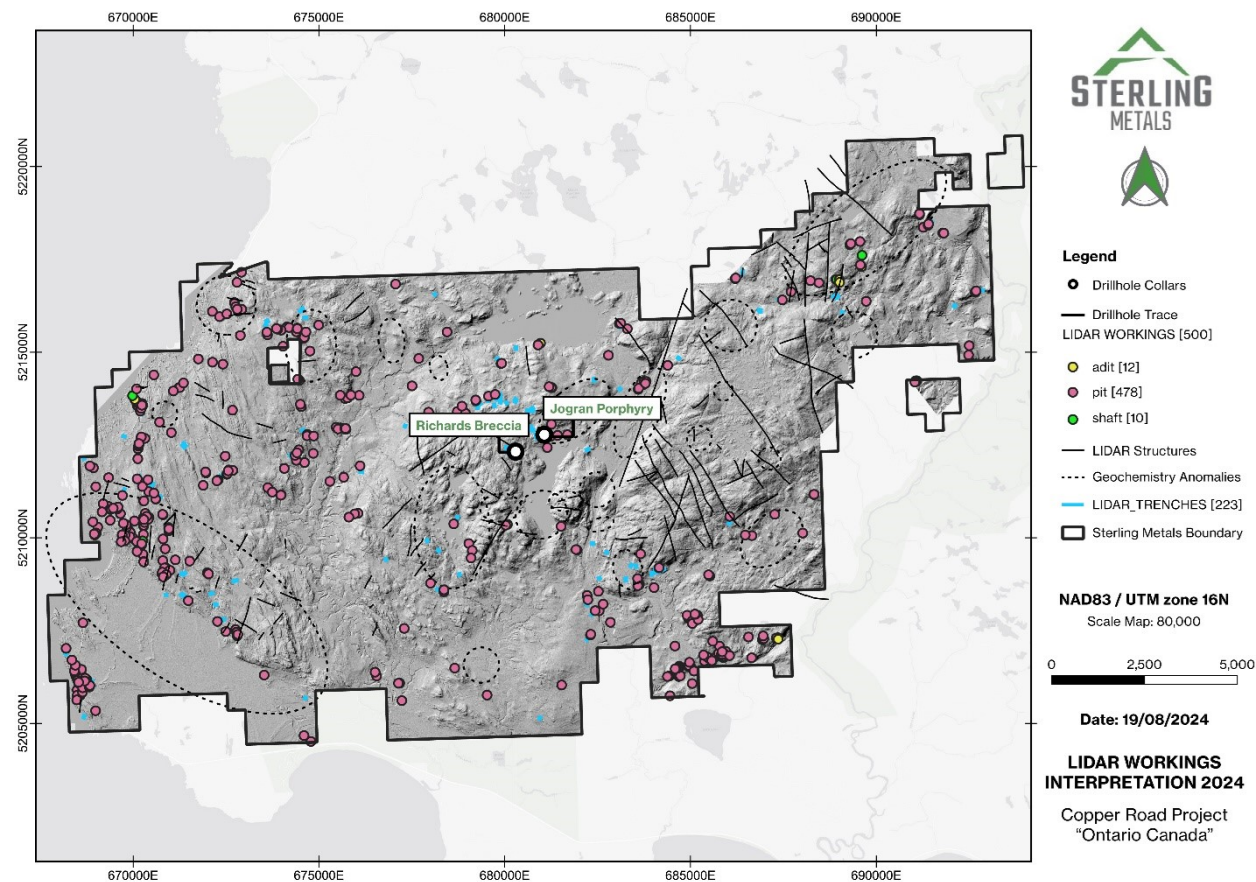 670000E 675000E 680000E 685000E 690000E
5220000N
5215000N
5210000N
5205000N
Jogran Porphyry
Richards Breccia
670000E 675000E 680000E 685000E 690000E
STERLING
METALS
Legend
Drillhole Collars
Drillhole Trace
LIDAR WORKINGS [500]
adit [12]
pit [478]
shaft [10]
LIDAR Structures
Geochemistry Anomalies
LIDAR_TRENCHES [223]
Sterling Metals Boundary
NAD83 / UTM zone 16N
Scale Map: 80,000
0 2,500 5,000
Date: 19/08/2024
LIDAR WORKINGS
INTERPRETATION 2024
Copper Road Project
“Ontario Canada”